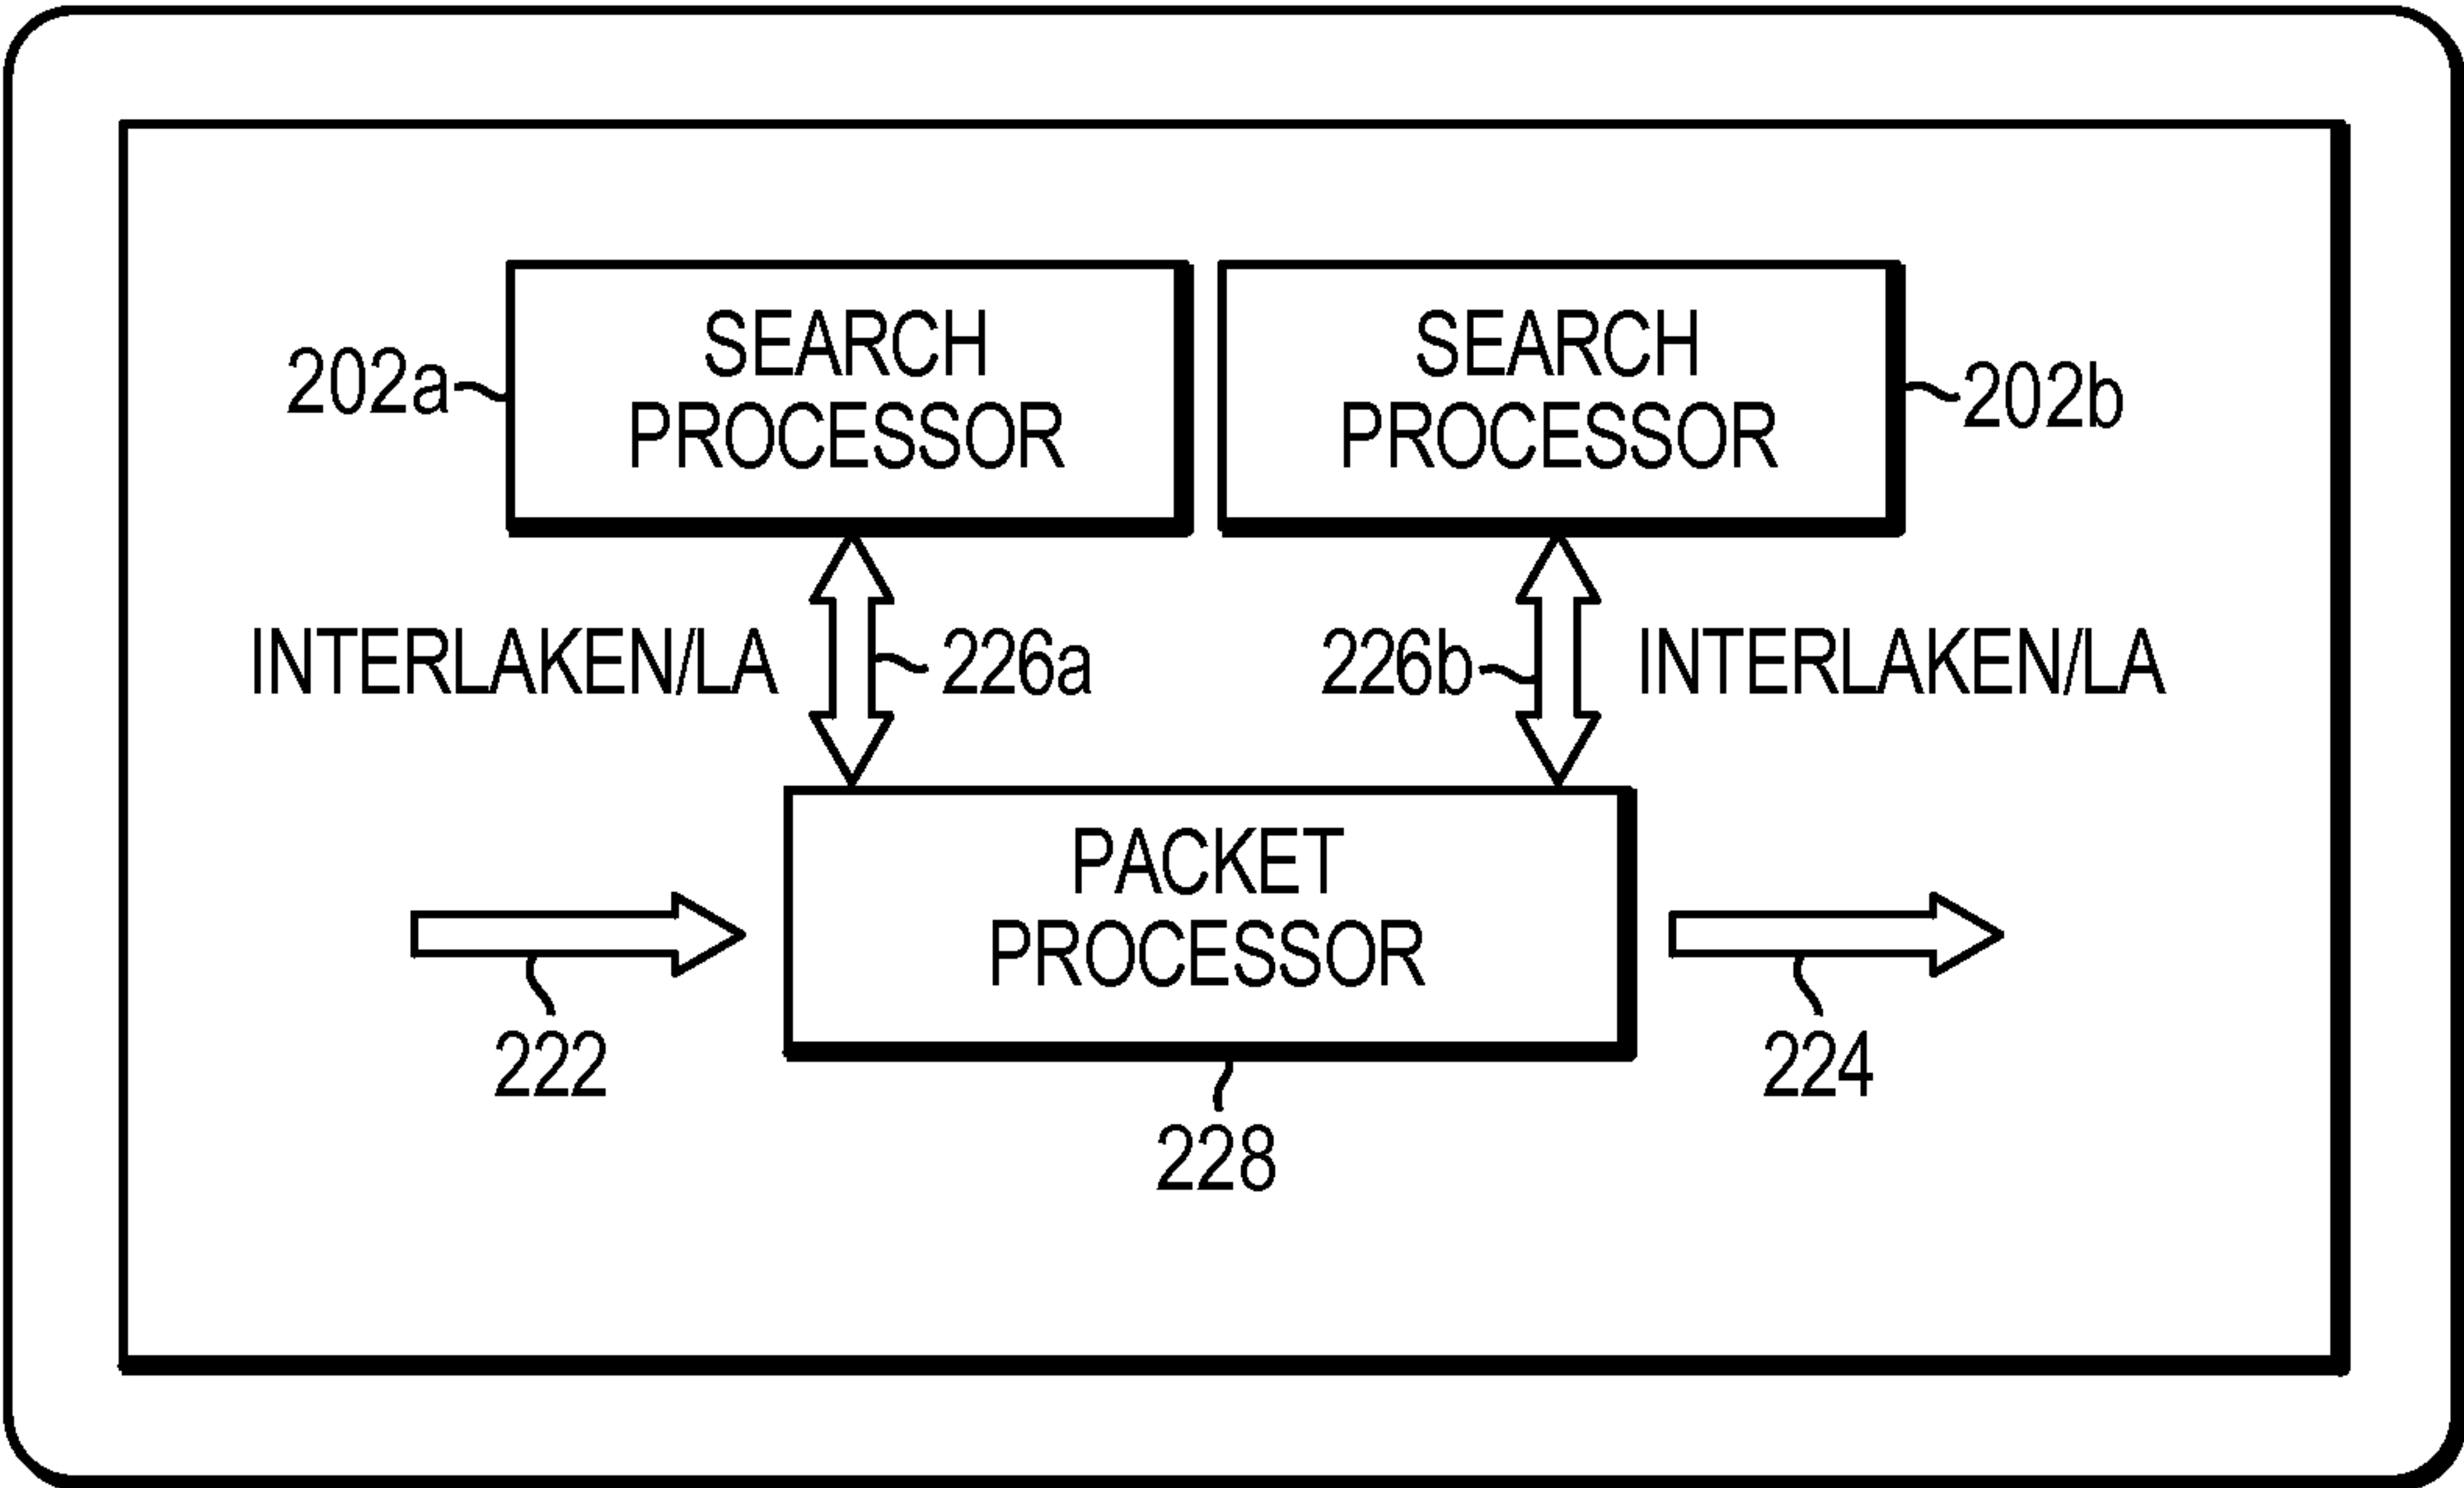 SEARCH
PROCESSOR
SEARCH
PROCESSOR
202a
202b
INTERLAKEN/LA
226a
226b
INTERLAKEN/LA
PACKET
PROCESSOR
222
224
228